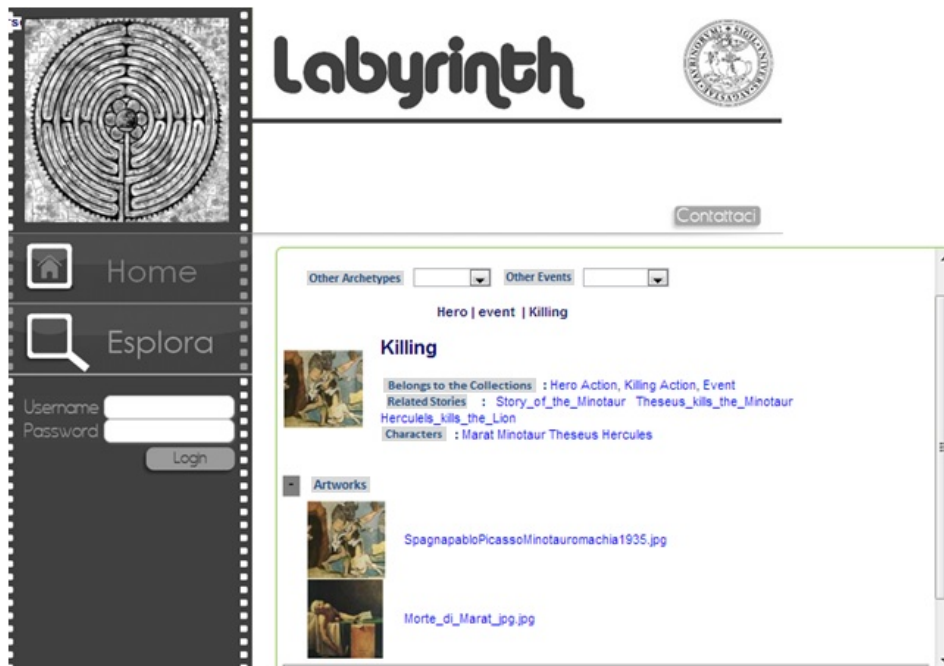 Labyrinth
Contattaci
Home
Esplora
Username
Password
Login
Other Archetypes
Other Events
Hero | event | Killing
Killing
Belongs to the Collections : Hero Action, Killing Action, Event
Related Stories : Story_of_the_Minotaur Theseus_kills_the_Minotaur
Herculels_kills_the_Lion
Characters : Marat Minotaur Theseus Hercules
- Artworks
SpagnapabloPicassoMinotauromachia1935.jpg
Morte_di_Marat_jpg.jpg